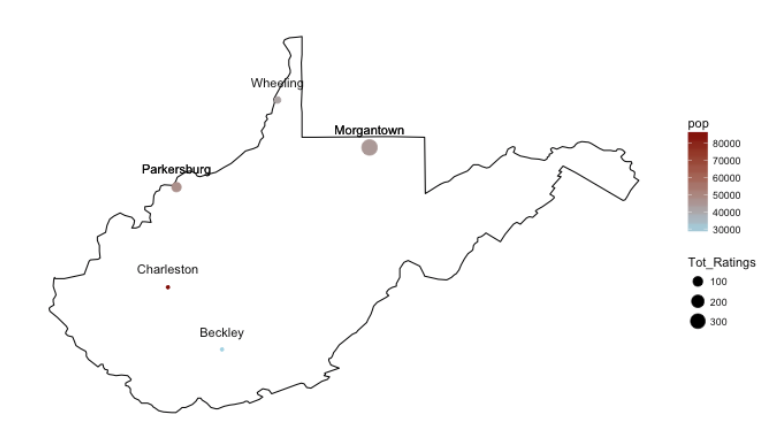 Wheeling
Morgantown
Parkersburg
Charleston
Beckley
pop
80000
70000
60000
50000
40000
30000
Tot_Ratings
100
200
300